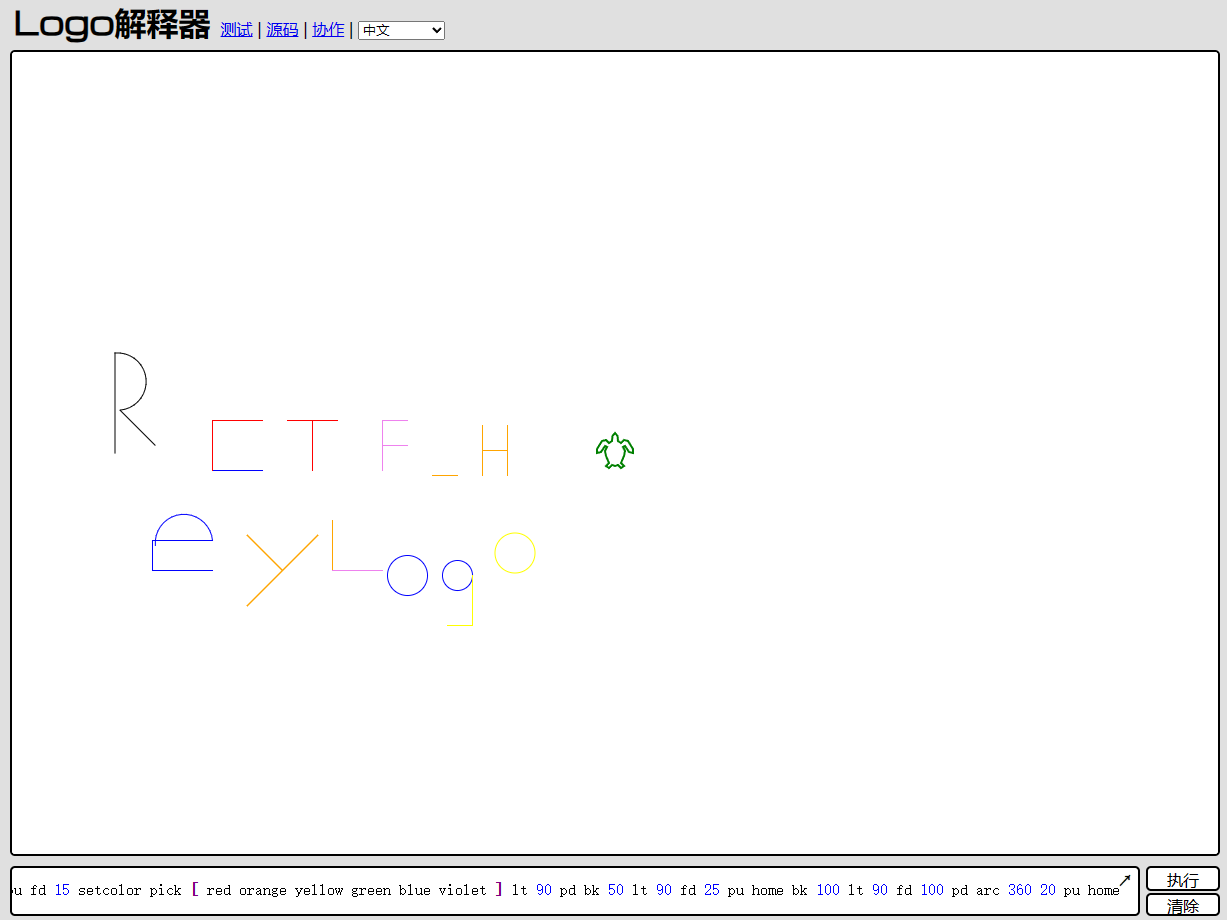 Logo解释器 测试 | 源码 | 协作 | 中文
RCTF_H
eyLogo
u fd 15 setcolor pick [ red orange yellow green blue violet ] lt 90 pd bk 50 lt 90 fd 25 pu home bk 100 lt 90 fd 100 pd arc 360 20 pu home
执行
清除